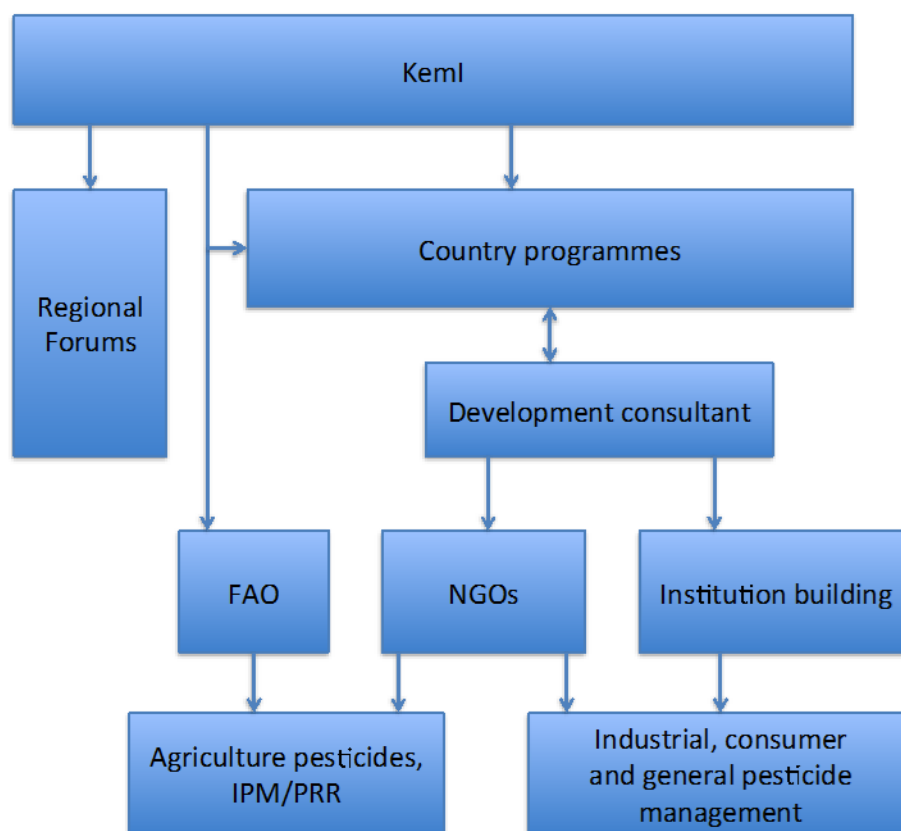 KemI
Regional
Forums
Country programmes
Development consultant
FAO
NGOs
Institution building
Agriculture pesticides,
IPM/PRR
Industrial, consumer
and general pesticide
management